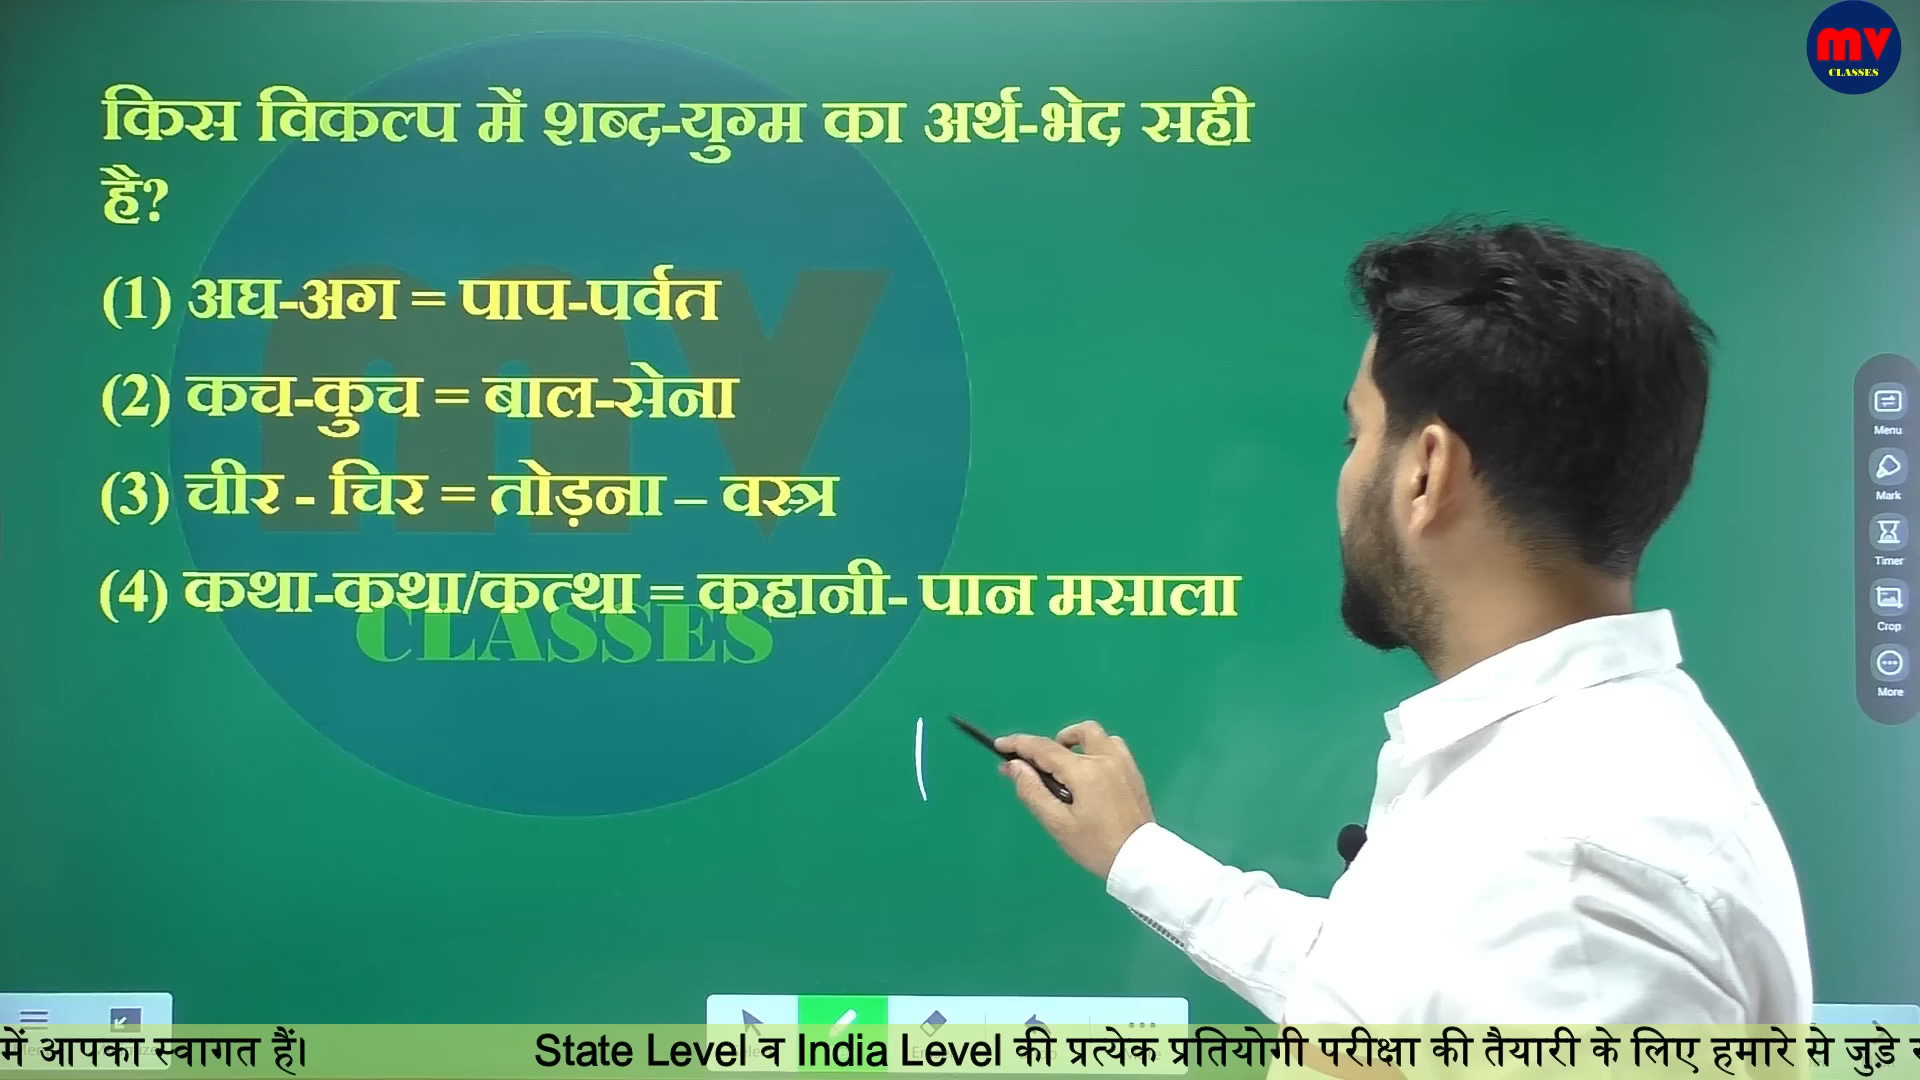 mv
CLASSES
किस विकल्प में शब्द-युग्म का अर्थ-भेद सही
है?
(1) अघ-अग = पाप-पर्वत
(2) कच-कुच = बाल-सेना
(3) चीर - चिर = तोड़ना – वस्त्र
(4) कथा-कथा/कत्था = कहानी- पान मसाला
mv
CLASSES
Menu
Mark
Timer
Crop
More
में आपका स्वागत हैं। State Level व India Level की प्रत्येक प्रतियोगी परीक्षा की तैयारी के लिए हमारे से जुड़े